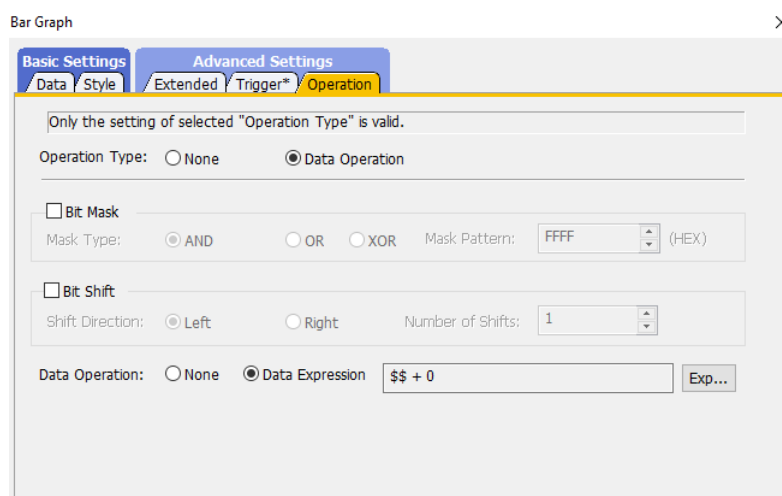 Bar Graph
Basic Settings Advanced Settings
Data Style Extended Trigger* Operation
Only the setting of selected "Operation Type" is valid.
Operation Type: None Data Operation
Bit Mask
Mask Type: AND OR XOR Mask Pattern: FFFF (HEX)
Bit Shift
Shift Direction: Left Right Number of Shifts: 1
Data Operation: None Data Expression $$ + 0 Exp...